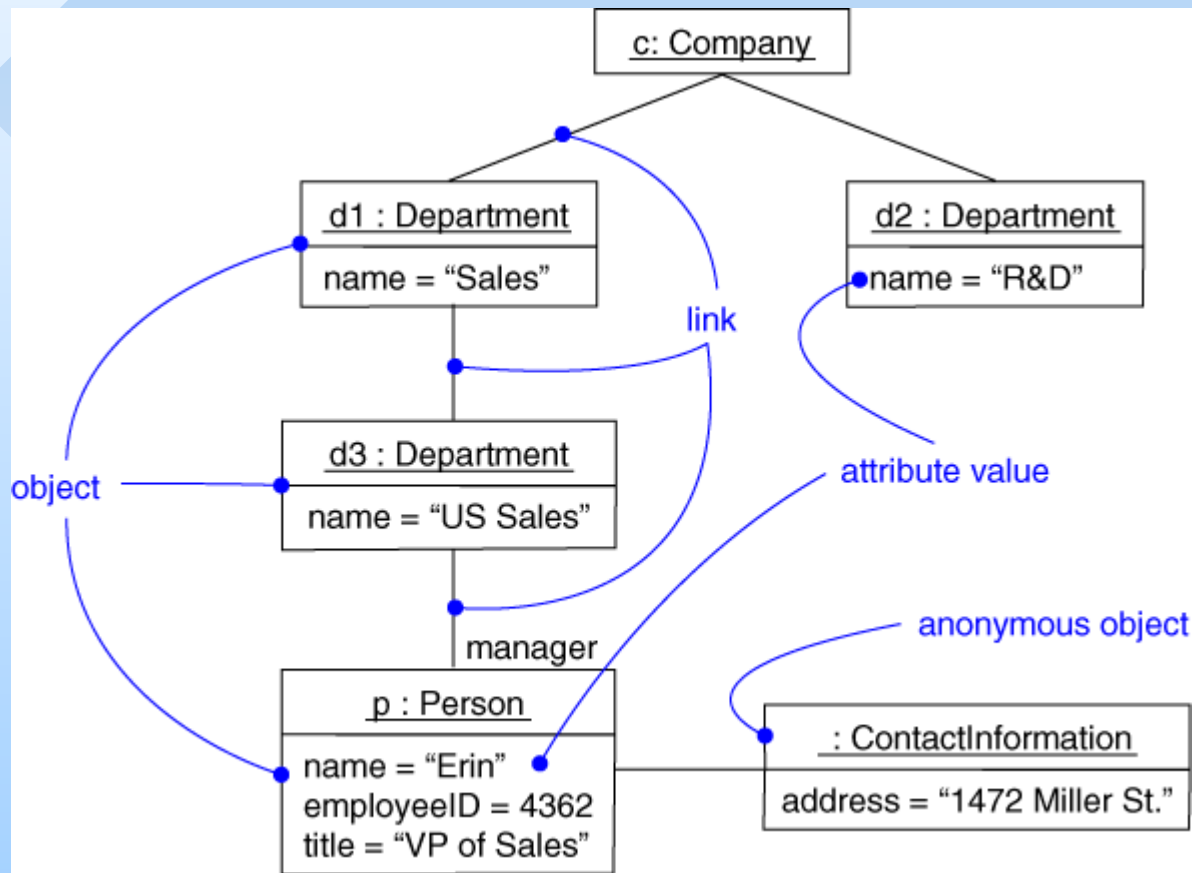 c: Company
d1 : Department
name = “Sales”
d2 : Department
name = “R&D”
link
d3 : Department
name = “US Sales”
object
attribute value
manager
anonymous object
p : Person
name = “Erin”
employeeID = 4362
title = “VP of Sales”
: ContactInformation
address = “1472 Miller St.”